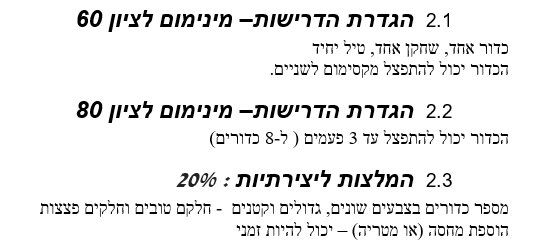 2.1 הגדרת הדרישות– מינימום לציון 60
כדור אחד, שחקן אחד, טיל יחיד
הכדור יכול להתפצל מקסימום לשניים.
2.2 הגדרת הדרישות– מינימום לציון 80
הכדור יכול להתפצל עד 3 פעמים ( ל-8 כדורים)
2.3 המלצות ליצירתיות : 20%
מספר כדורים בצבעים שונים, גדולים וקטנים - חלקם טובים וחלקים פצצות
הוספת מחסה (או מטריה) – יכול להיות זמני